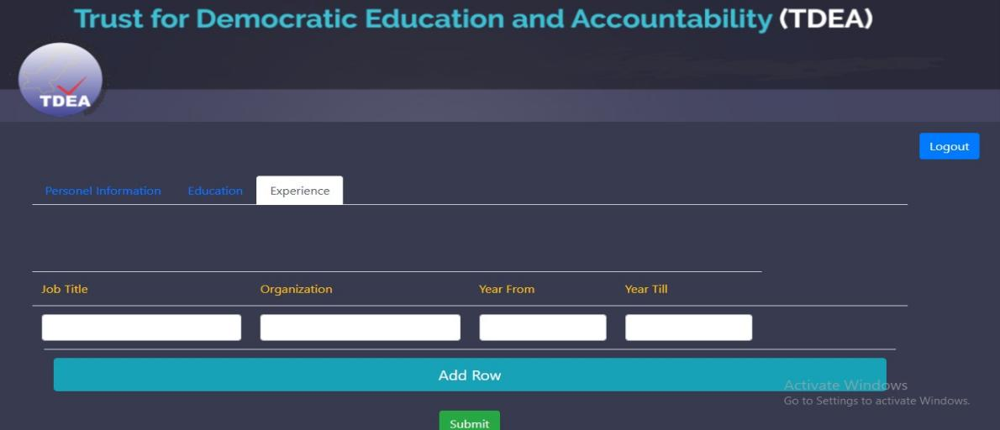 Trust for Democratic Education and Accountability (TDEA)
TDEA
Logout
Personel Information Education Experience
Job Title Organization Year From Year Till
Add Row
Activate Windows
Go to Settings to activate Windows.
Submit